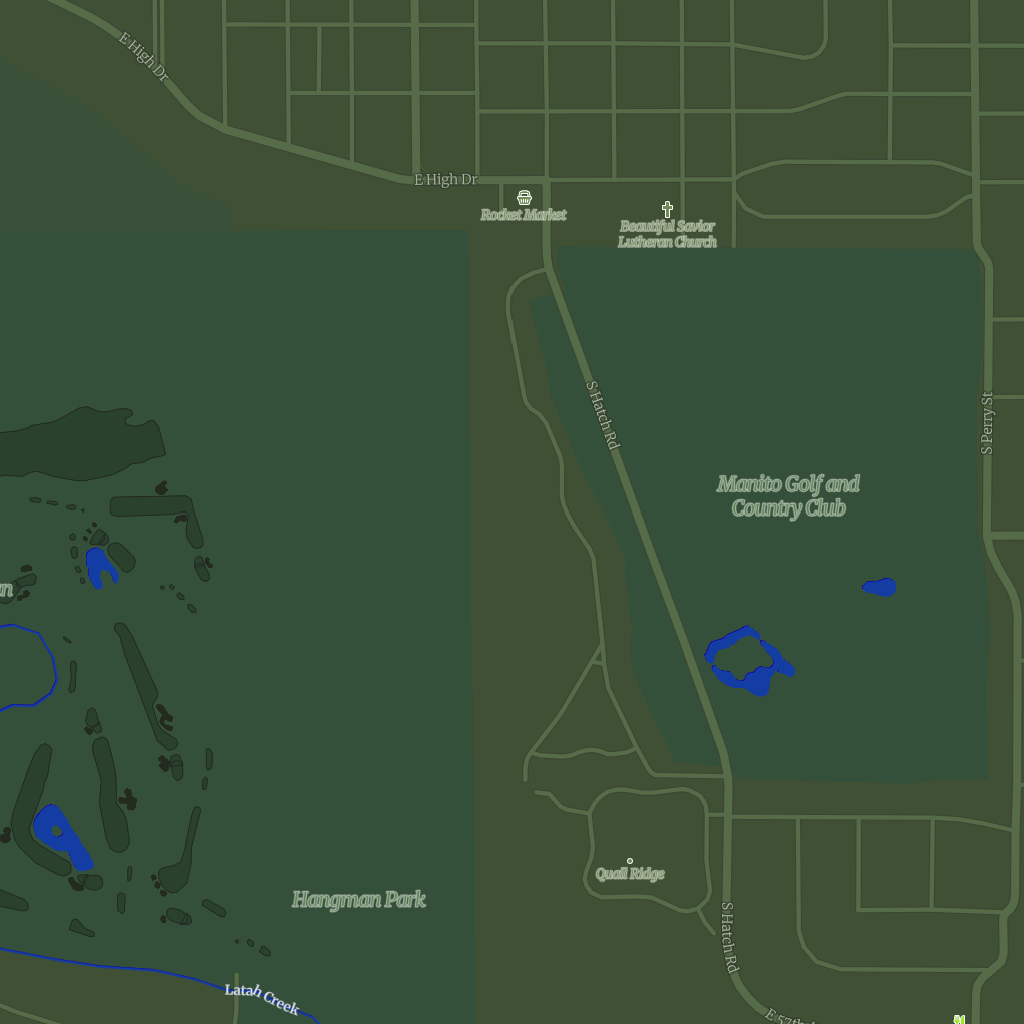 E High Dr
E High Dr
Rocket Market
Beautiful Savior
Lutheran Church
S Hatch Rd
S Perry St
Manito Golf and
Country Club
Quail Ridge
Hangman Park
S Hatch Rd
Latah Creek
E 57th